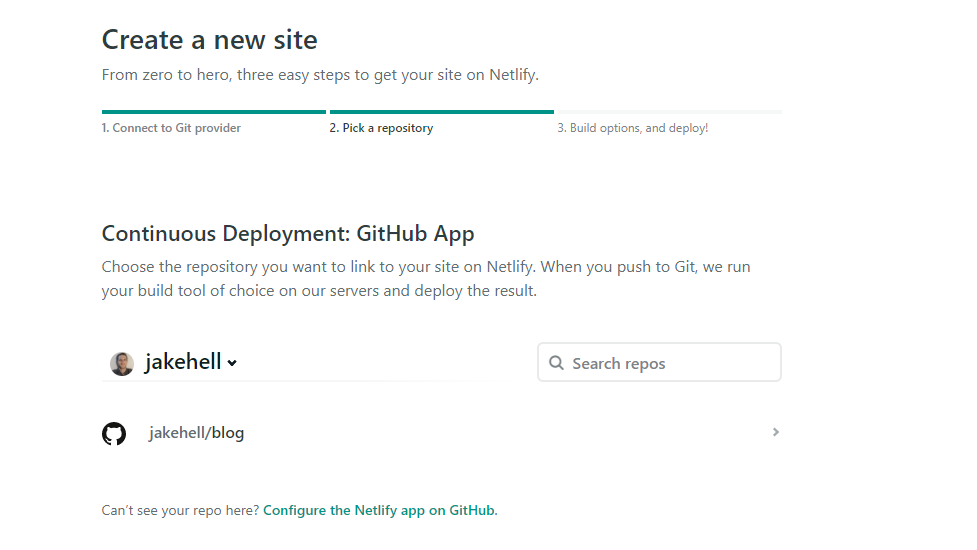 Create a new site
From zero to hero, three easy steps to get your site on Netlify.
1. Connect to Git provider
2. Pick a repository
3. Build options, and deploy!
Continuous Deployment: GitHub App
Choose the repository you want to link to your site on Netlify. When you push to Git, we run
your build tool of choice on our servers and deploy the result.
jakehell
Search repos
jakehell/blog
Can’t see your repo here? Configure the Netlify app on GitHub.